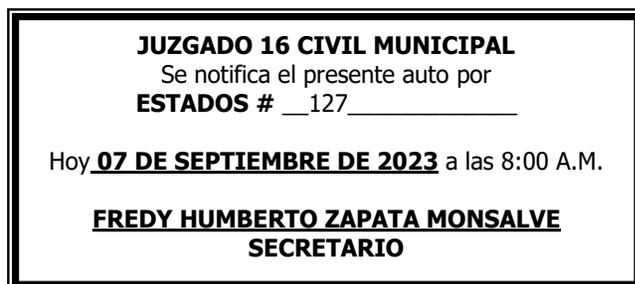 JUZGADO 16 CIVIL MUNICIPAL
Se notifica el presente auto por
ESTADOS # __127_____________
Hoy 07 DE SEPTIEMBRE DE 2023 a las 8:00 A.M.
FREDY HUMBERTO ZAPATA MONSALVE
SECRETARIO